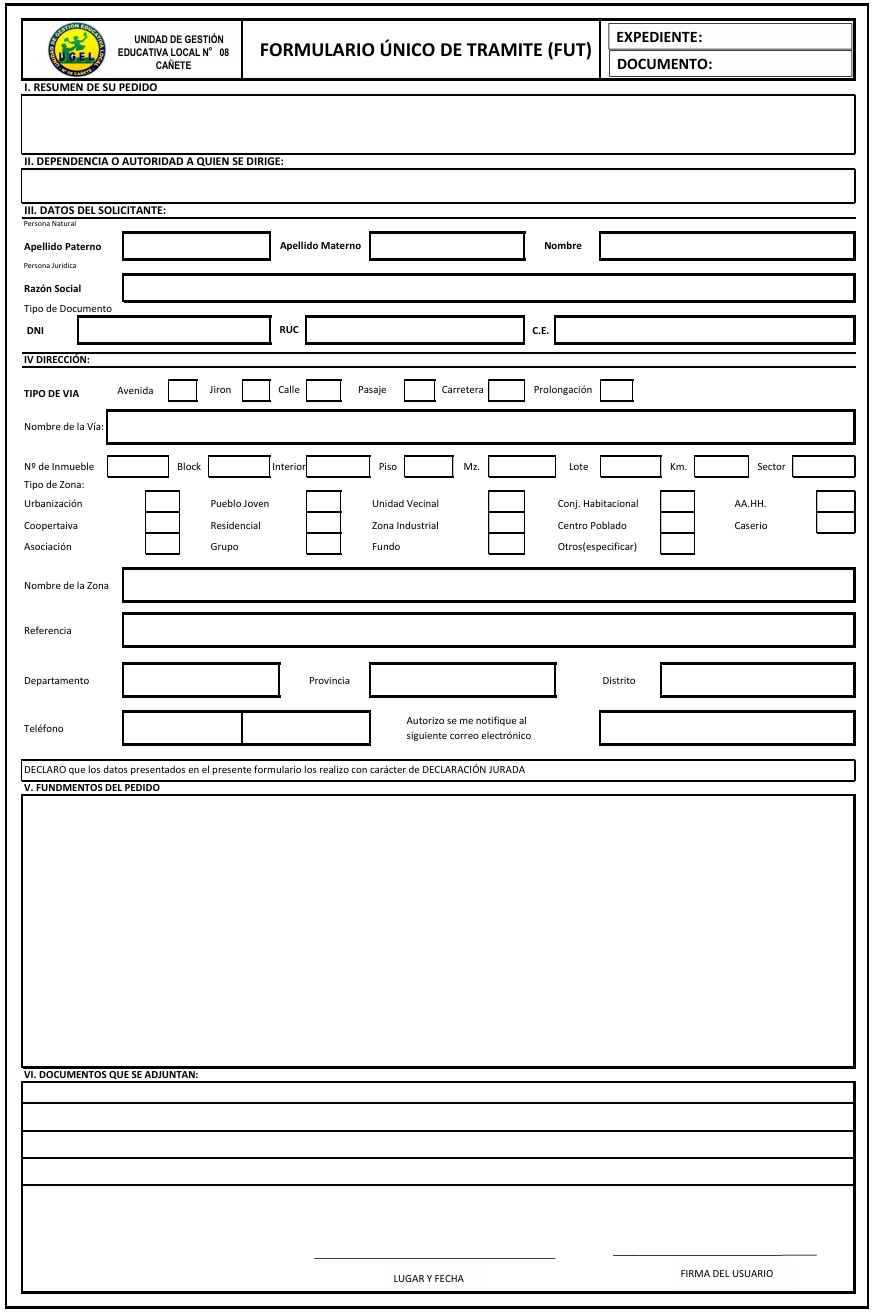 UNIDAD DE GESTIÓN
EDUCATIVA LOCAL N° 08
CAÑETE
FORMULARIO ÚNICO DE TRAMITE (FUT)
EXPEDIENTE:
DOCUMENTO:
I. RESUMEN DE SU PEDIDO
II. DEPENDENCIA O AUTORIDAD A QUIEN SE DIRIGE:
III. DATOS DEL SOLICITANTE:
Persona Natural
Apellido Paterno Apellido Materno Nombre
Persona Juridica
Razón Social
Tipo de Documento
DNI RUC C.E.
IV DIRECCIÓN:
TIPO DE VIA Avenida Jiron Calle Pasaje Carretera Prolongación
Nombre de la Vía:
Nº de Inmueble Block Interior Piso Mz. Lote Km. Sector
Tipo de Zona:
Urbanización Pueblo Joven Unidad Vecinal Conj. Habitacional AA.HH.
Coopertaiva Residencial Zona Industrial Centro Poblado Caserio
Asociación Grupo Fundo Otros(especificar)
Nombre de la Zona
Referencia
Departamento Provincia Distrito
Teléfono Autorizo se me notifique al
siguiente correo electrónico
DECLARO que los datos presentados en el presente formulario los realizo con carácter de DECLARACIÓN JURADA
V. FUNDMENTOS DEL PEDIDO
VI. DOCUMENTOS QUE SE ADJUNTAN:
LUGAR Y FECHA FIRMA DEL USUARIO